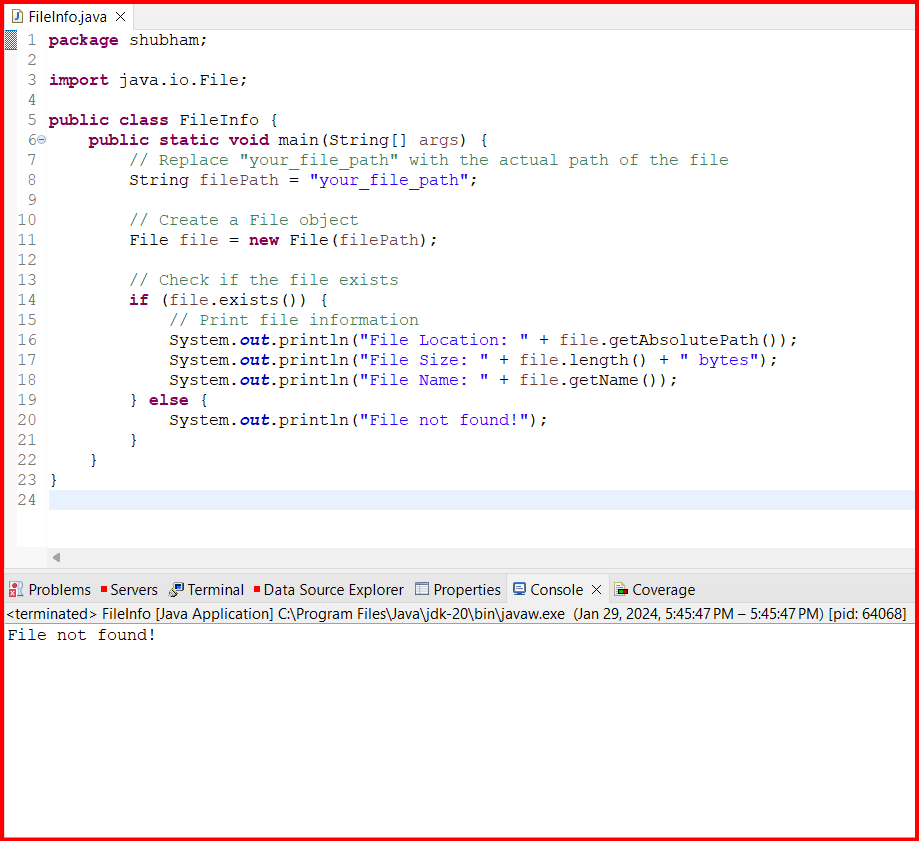 FileInfo.java
1 package shubham;
2
3 import java.io.File;
4
5 public class FileInfo {
6     public static void main(String[] args) {
7         // Replace "your_file_path" with the actual path of the file
8         String filePath = "your_file_path";
9
10         // Create a File object
11         File file = new File(filePath);
12
13         // Check if the file exists
14         if (file.exists()) {
15             // Print file information
16             System.out.println("File Location: " + file.getAbsolutePath());
17             System.out.println("File Size: " + file.length() + " bytes");
18             System.out.println("File Name: " + file.getName());
19         } else {
20             System.out.println("File not found!");
21         }
22     }
23 }
24
Problems Servers Terminal Data Source Explorer Properties Console Coverage
<terminated> FileInfo [Java Application] C:\Program Files\Java\jdk-20\bin\javaw.exe (Jan 29, 2024, 5:45:47 PM – 5:45:47 PM) [pid: 64068]
File not found!